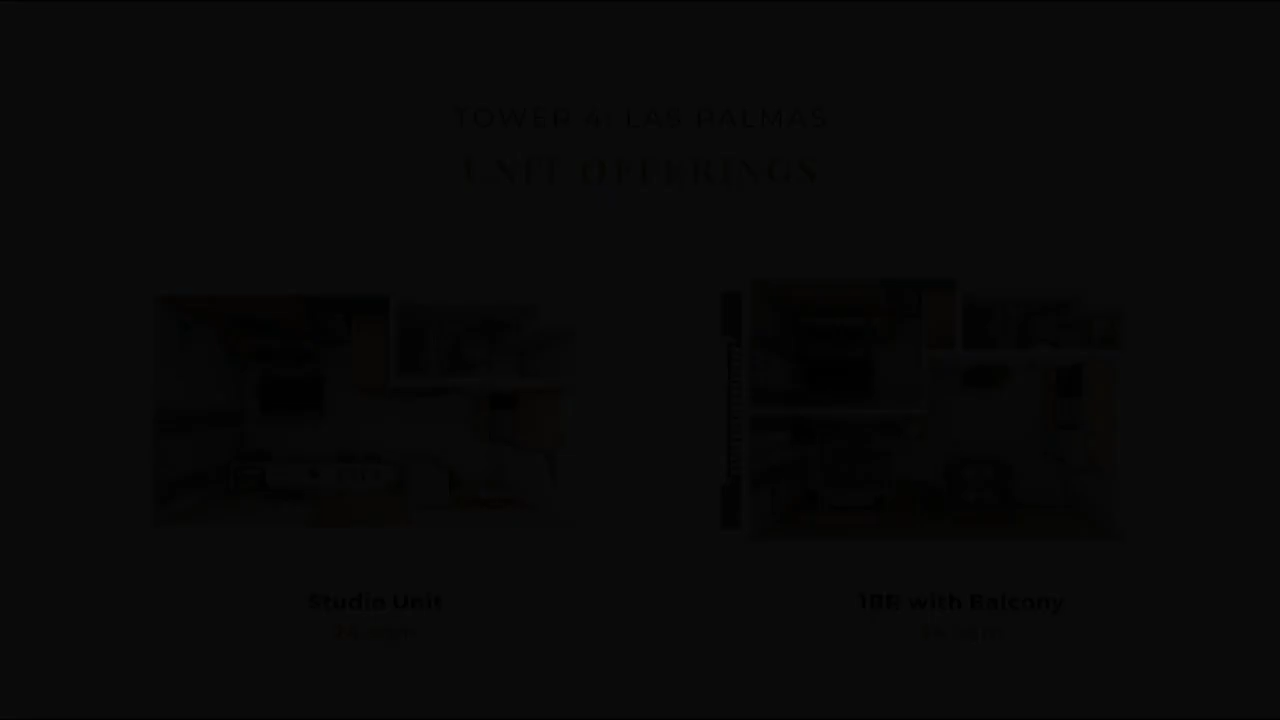 TOWER 4: LAS PALMAS
UNIT OFFERINGS
Studio Unit
1BR with Balcony